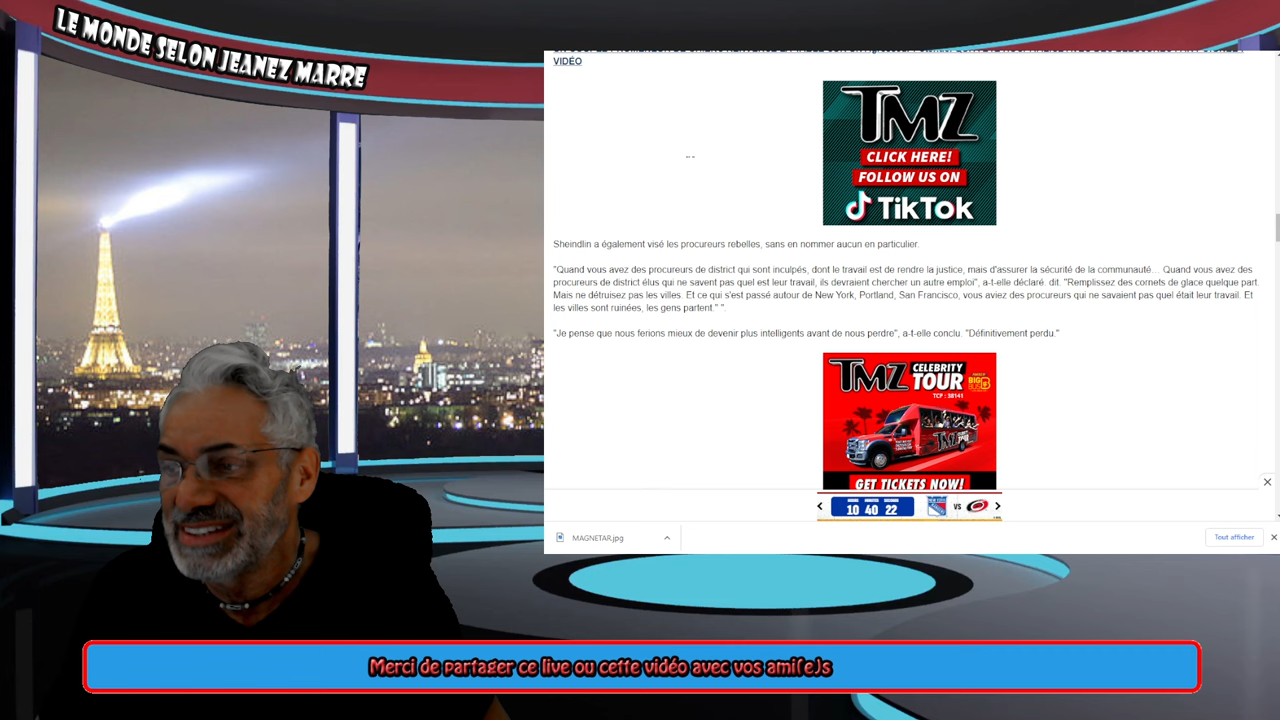 LE MONDE SELON JEANEZ MARRE
VIDÉO
TMZ
CLICK HERE!
FOLLOW US ON
TikTok
Sheindlin a également visé les procureurs rebelles, sans en nommer aucun en particulier.
"Quand vous avez des procureurs de district qui sont inculpés, dont le travail est de rendre la justice, mais d'assurer la sécurité de la communauté… Quand vous avez des
procureurs de district élus qui ne savent pas quel est leur travail, ils devraient chercher un autre emploi", a-t-elle déclaré. dit. "Remplissez des cornets de glace quelque part.
Mais ne détruisez pas les villes. Et ce qui s'est passé autour de New York, Portland, San Francisco, vous aviez des procureurs qui ne savaient pas quel était leur travail. Et
les villes sont ruinées, les gens partent." "
"Je pense que nous ferions mieux de devenir plus intelligents avant de nous perdre", a-t-elle conclu. "Définitivement perdu."
TMZ CELEBRITY TOUR
BIG BUS
TCP : 38141
GET TICKETS NOW!
10 40 22 VS
MAGNETAR.jpg
Tout afficher
Merci de partager ce live ou cette vidéo avec vos ami(e)s